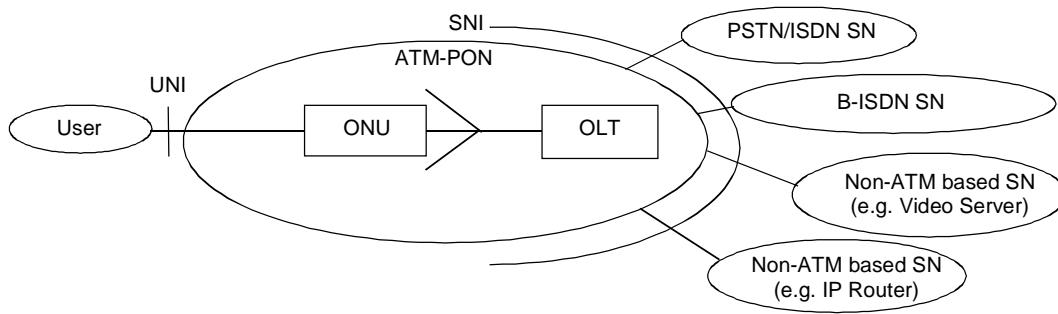 SNI
PSTN/ISDN SN
ATM-PON
UNI
B-ISDN SN
User
ONU
OLT
Non-ATM based SN
(e.g. Video Server)
Non-ATM based SN
(e.g. IP Router)